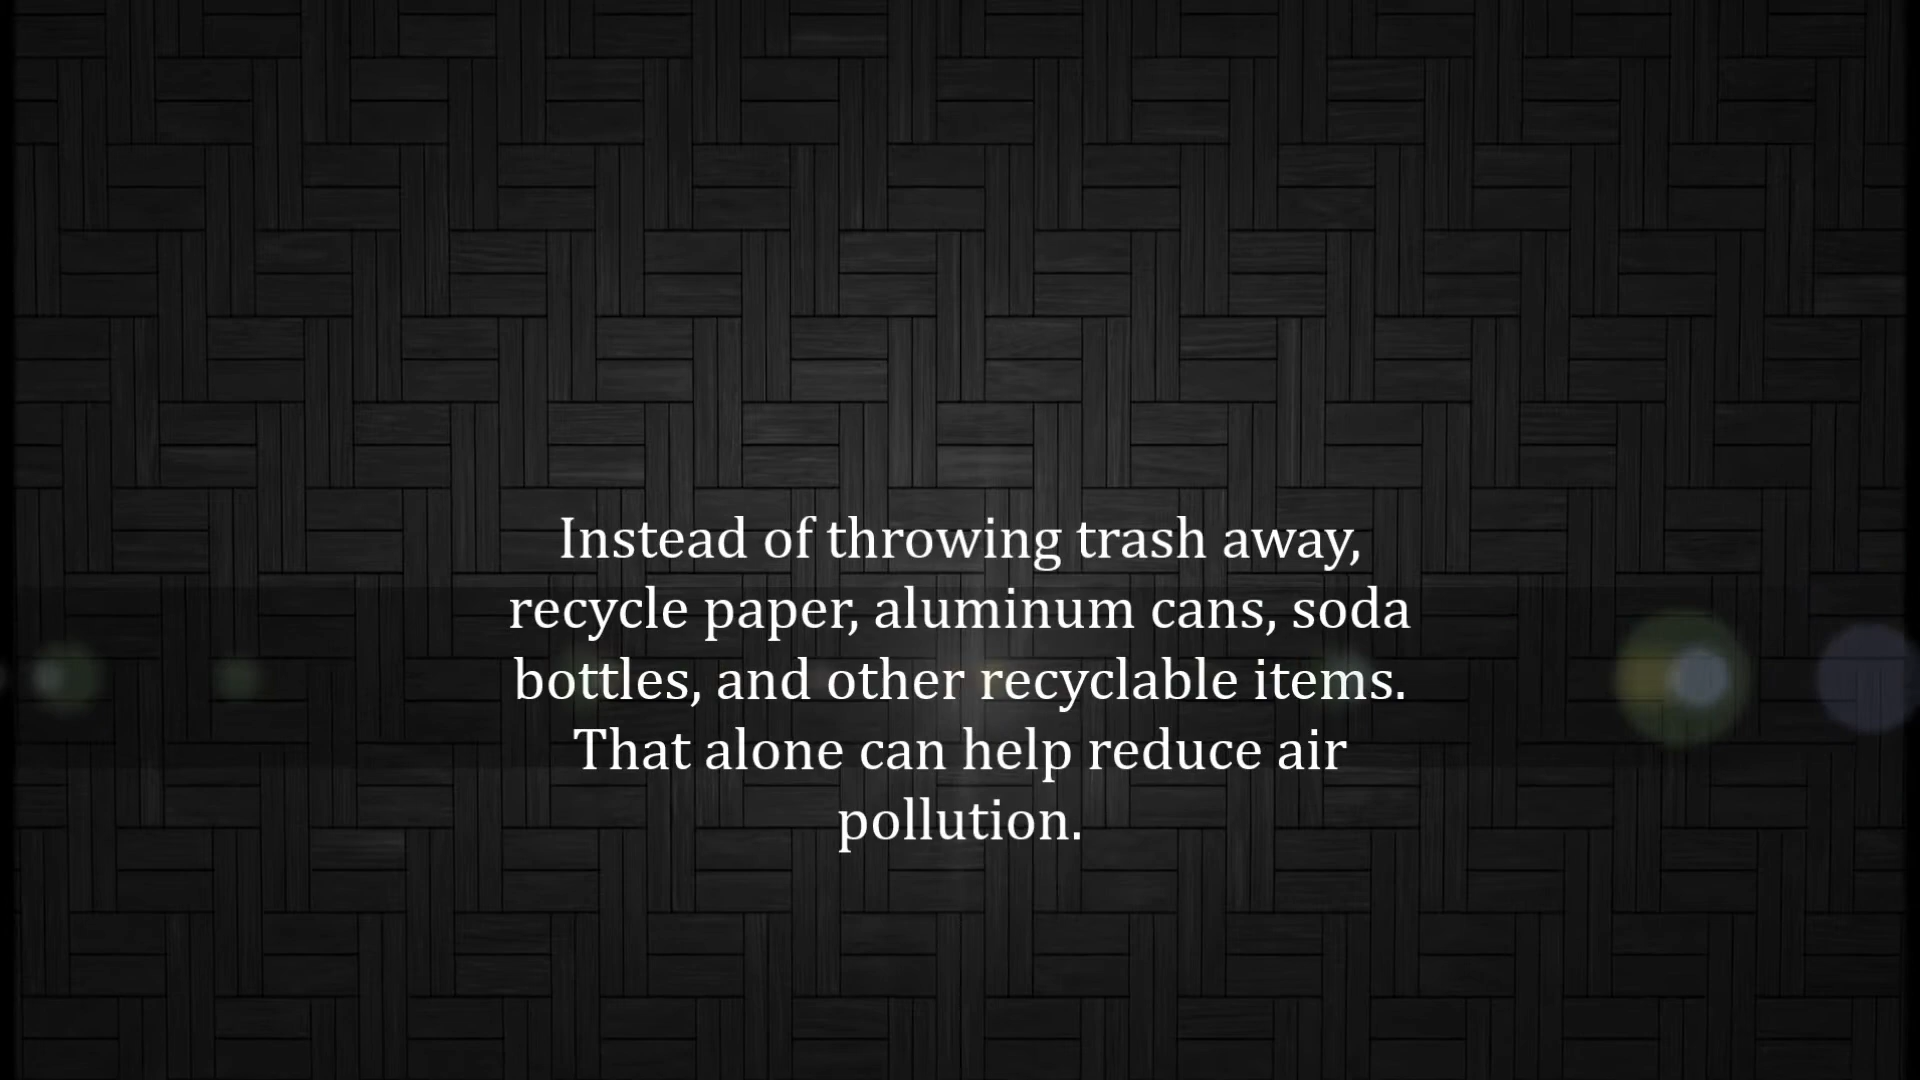 Instead of throwing trash away,
recycle paper, aluminum cans, soda
bottles, and other recyclable items.
That alone can help reduce air
pollution.